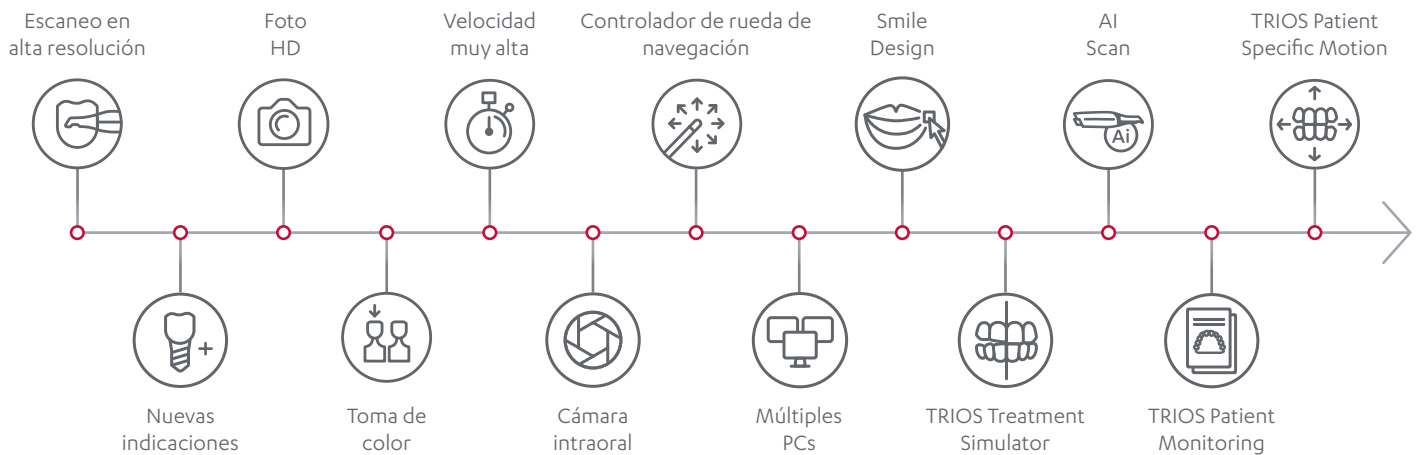 Escaneo en
alta resolución
Foto
HD
Velocidad
muy alta
Controlador de rueda de
navegación
Smile
Design
AI
Scan
TRIOS Patient
Specific Motion
Ai
Nuevas
indicaciones
Toma de
color
Cámara
intraoral
Múltiples
PCs
TRIOS Treatment
Simulator
TRIOS Patient
Monitoring